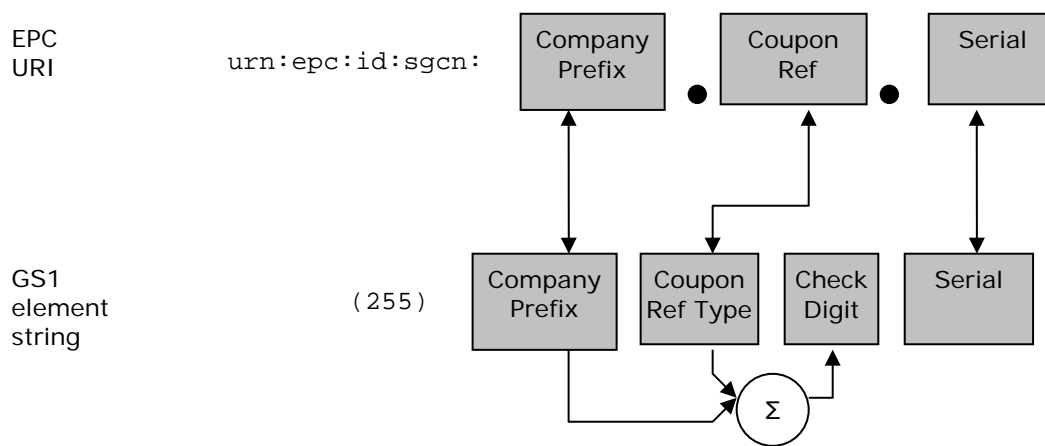 EPC
URI
urn:epc:id:sgcn:
Company
Prefix
Coupon
Ref
Serial
GS1
element
string
(255)
Company
Prefix
Coupon
Ref Type
Check
Digit
Serial
Σ